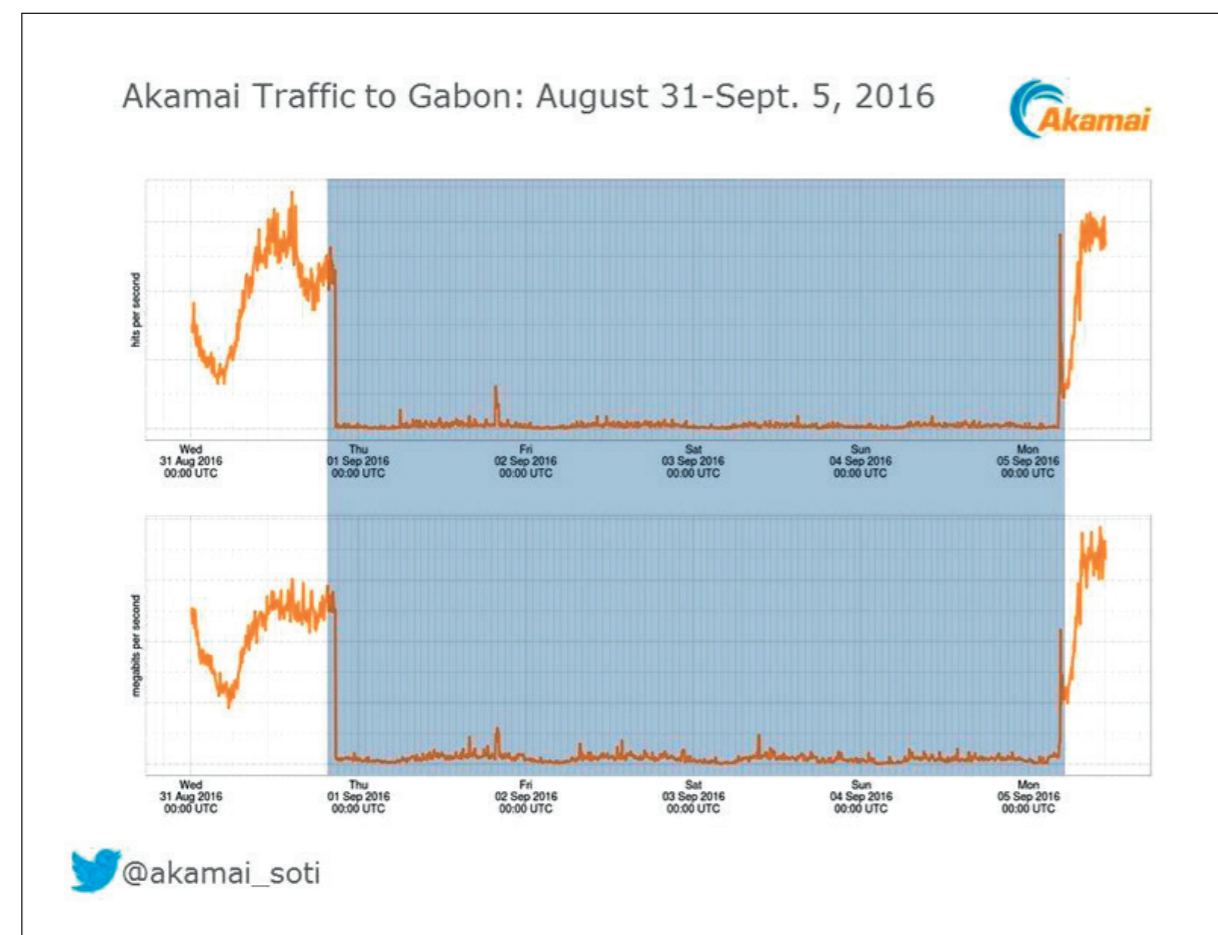 Akamai Traffic to Gabon: August 31-Sept. 5, 2016
Akamai
hits per second
Wed Thu Fri Sat Sun Mon
31 Aug 2016 01 Sep 2016 02 Sep 2016 03 Sep 2016 04 Sep 2016 05 Sep 2016
00:00 UTC 00:00 UTC 00:00 UTC 00:00 UTC 00:00 UTC 00:00 UTC
megabits per second
Wed Thu Fri Sat Sun Mon
31 Aug 2016 01 Sep 2016 02 Sep 2016 03 Sep 2016 04 Sep 2016 05 Sep 2016
00:00 UTC 00:00 UTC 00:00 UTC 00:00 UTC 00:00 UTC 00:00 UTC
@akamai_soti